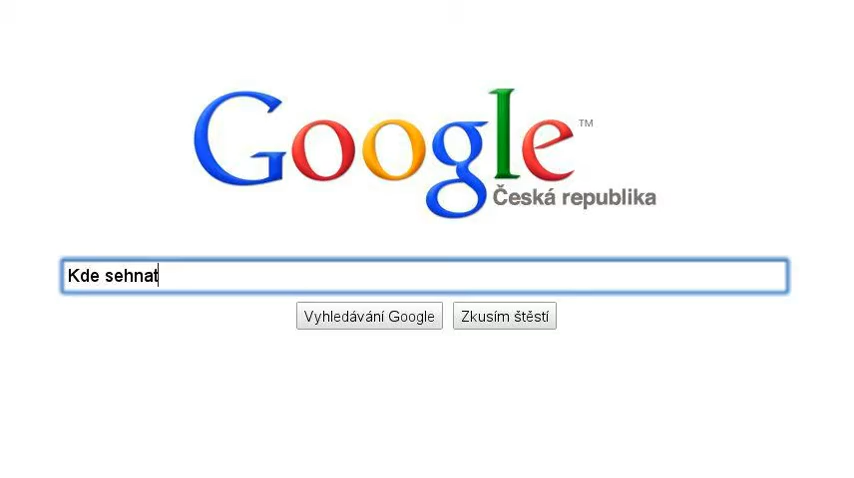 Google™
Česká republika
Kde sehnat
Vyhledávání Google
Zkusím štěstí